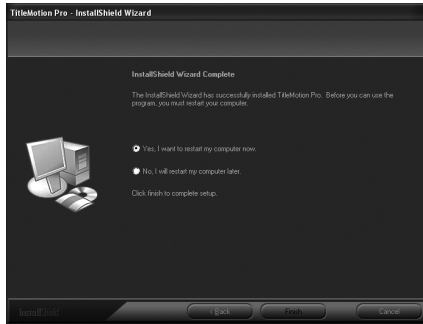 TitleMotion Pro - InstallShield Wizard
InstallShield Wizard Complete
The InstallShield Wizard has successfully installed TitleMotion Pro. Before you can use the
program, you must restart your computer.
Yes, I want to restart my computer now.
No, I will restart my computer later.
Click finish to complete setup.
InstallShield
< Back
Finish
Cancel